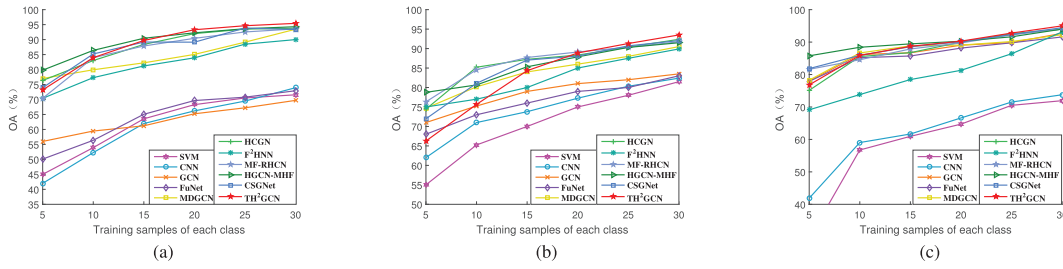 OA (%)
100
95
90
85
80
75
70
65
60
55
50
45
40
35
5
10
15
20
25
30
Training samples of each class
SVM
CNN
GCN
FuNet
MDGCN
HCGN
F²HNN
MF-RHCN
HGCN-MHF
CSGNet
TH²GCN
(a)
OA (%)
100
95
90
85
80
75
70
65
60
55
50
5
10
15
20
25
30
Training samples of each class
SVM
CNN
GCN
FuNet
MDGCN
HCGN
F²HNN
MF-RHCN
HGCN-MHF
CSGNet
TH²GCN
(b)
OA (%)
100
90
80
70
60
50
40
5
10
15
20
25
30
Training samples of each class
SVM
CNN
GCN
FuNet
MDGCN
HCGN
F²HNN
MF-RHCN
HGCN-MHF
CSGNet
TH²GCN
(c)